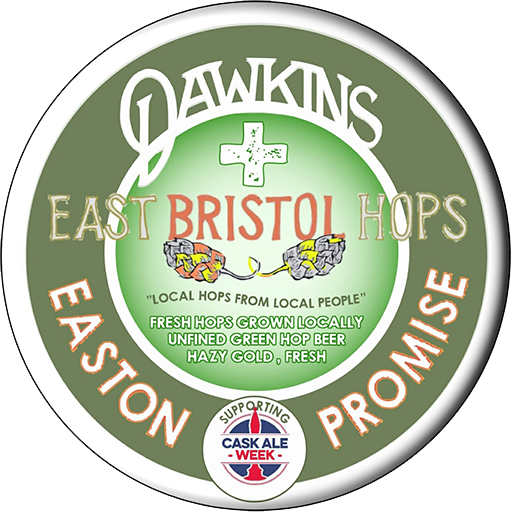 DAWKINS
EAST BRISTOL HOPS
"LOCAL HOPS FROM LOCAL PEOPLE"
FRESH HOPS GROWN LOCALLY
UNFINED GREEN HOP BEER
HAZY GOLD , FRESH
EASTON PROMISE
SUPPORTING
CASK ALE
- WEEK -